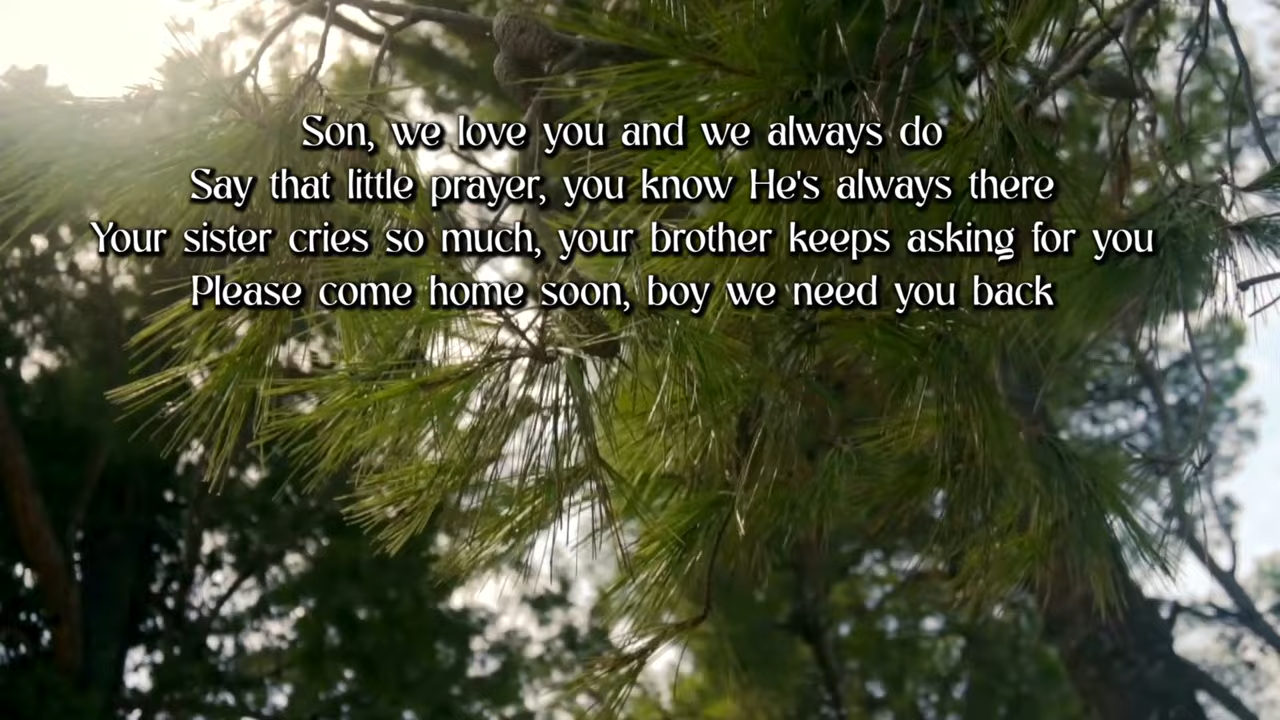 Son, we love you and we always do
Say that little prayer, you know He's always there
Your sister cries so much, your brother keeps asking for you
Please come home soon, boy we need you back